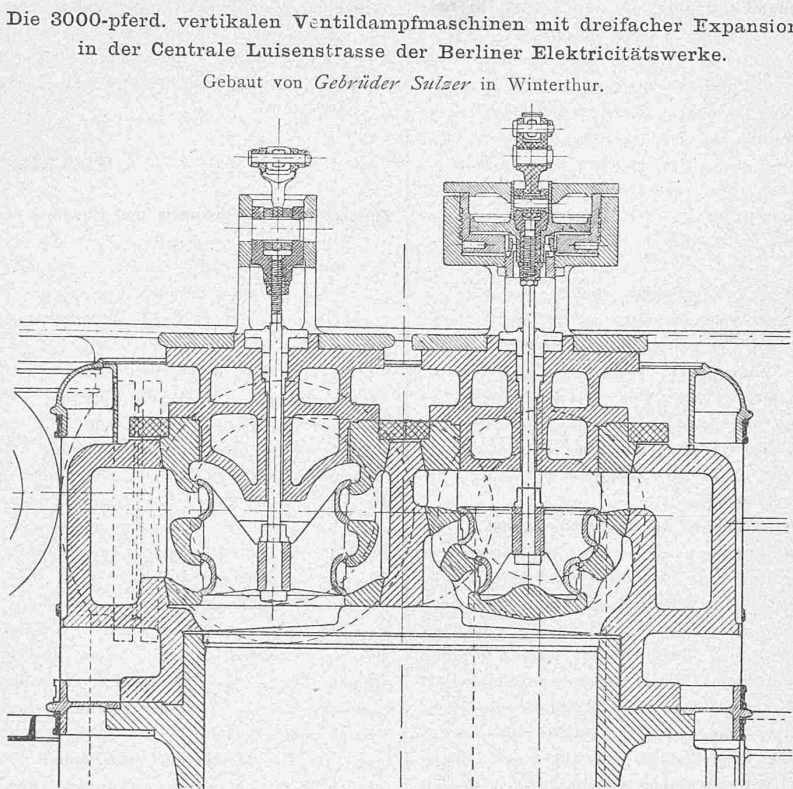 Die 3000-pferd. vertikalen Ventildampfmaschinen mit dreifacher Expansion
in der Centrale Luisenstrasse der Berliner Elektricitätswerke.
Gebaut von Gebrüder Sulzer in Winterthur.